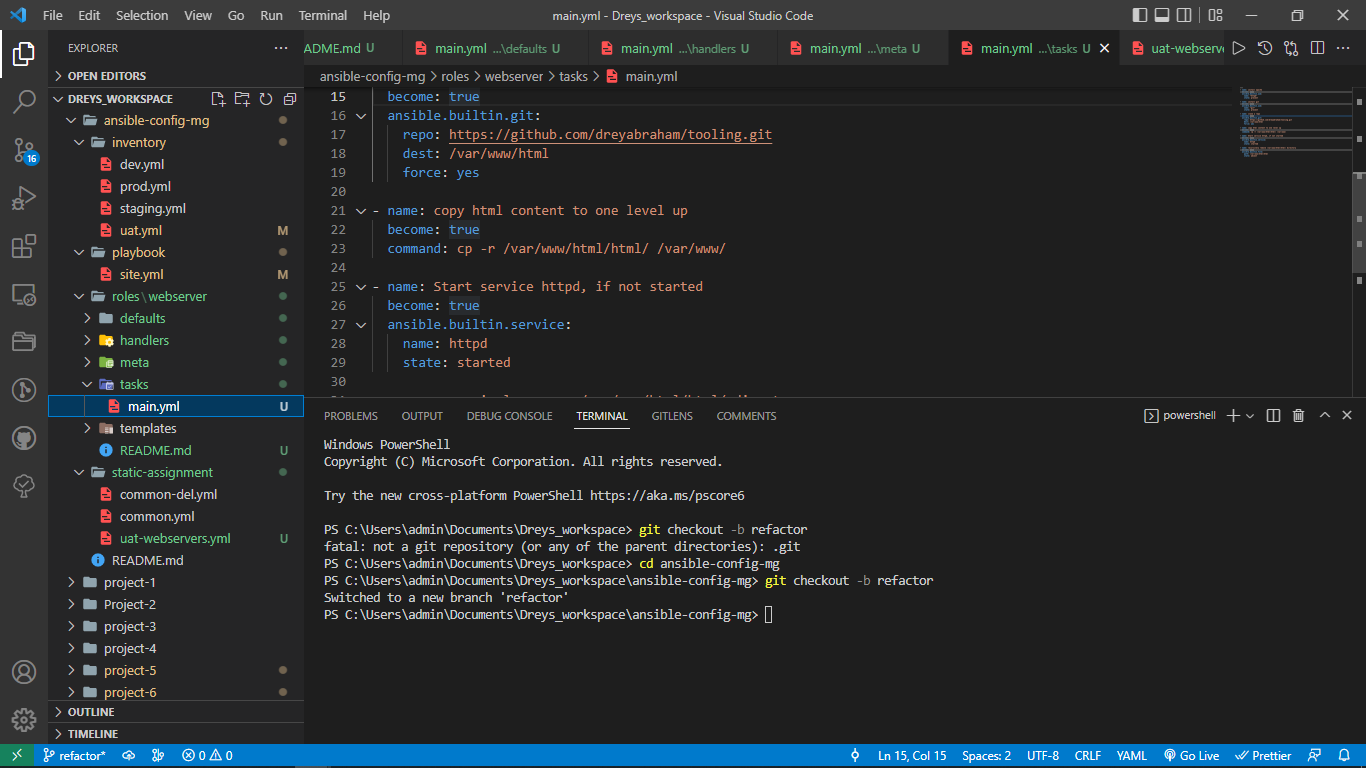 File Edit Selection View Go Run Terminal Help
main.yml - Dreys_workspace - Visual Studio Code
EXPLORER
OPEN EDITORS
DREYS_WORKSPACE
ansible-config-mg
inventory
dev.yml
prod.yml
staging.yml
uat.yml M
playbook
site.yml M
roles\webserver
defaults
handlers
meta
tasks
main.yml U
templates
README.md U
static-assignment
common-del.yml
common.yml
uat-webservers.yml U
README.md
project-1
Project-2
project-3
project-4
project-5
project-6
OUTLINE
TIMELINE
16
ADME.md U
main.yml ...\defaults U
main.yml ...\handlers U
main.yml ...\meta U
main.yml ...\tasks U
uat-webserve
ansible-config-mg > roles > webserver > tasks > main.yml
15 become: true
16 ansible.builtin.git:
17 repo: https://github.com/dreyabraham/tooling.git
18 dest: /var/www/html
19 force: yes
20
21 - name: copy html content to one level up
22 become: true
23 command: cp -r /var/www/html/html/ /var/www/
24
25 - name: Start service httpd, if not started
26 become: true
27 ansible.builtin.service:
28 name: httpd
29 state: started
30
PROBLEMS OUTPUT DEBUG CONSOLE TERMINAL GITLENS COMMENTS
powershell
Windows PowerShell
Copyright (C) Microsoft Corporation. All rights reserved.
Try the new cross-platform PowerShell https://aka.ms/pscore6
PS C:\Users\admin\Documents\Dreys_workspace> git checkout -b refactor
fatal: not a git repository (or any of the parent directories): .git
PS C:\Users\admin\Documents\Dreys_workspace> cd ansible-config-mg
PS C:\Users\admin\Documents\Dreys_workspace\ansible-config-mg> git checkout -b refactor
Switched to a new branch 'refactor'
PS C:\Users\admin\Documents\Dreys_workspace\ansible-config-mg>
refactor* 0 0
Ln 15, Col 15 Spaces: 2 UTF-8 CRLF YAML Go Live Prettier